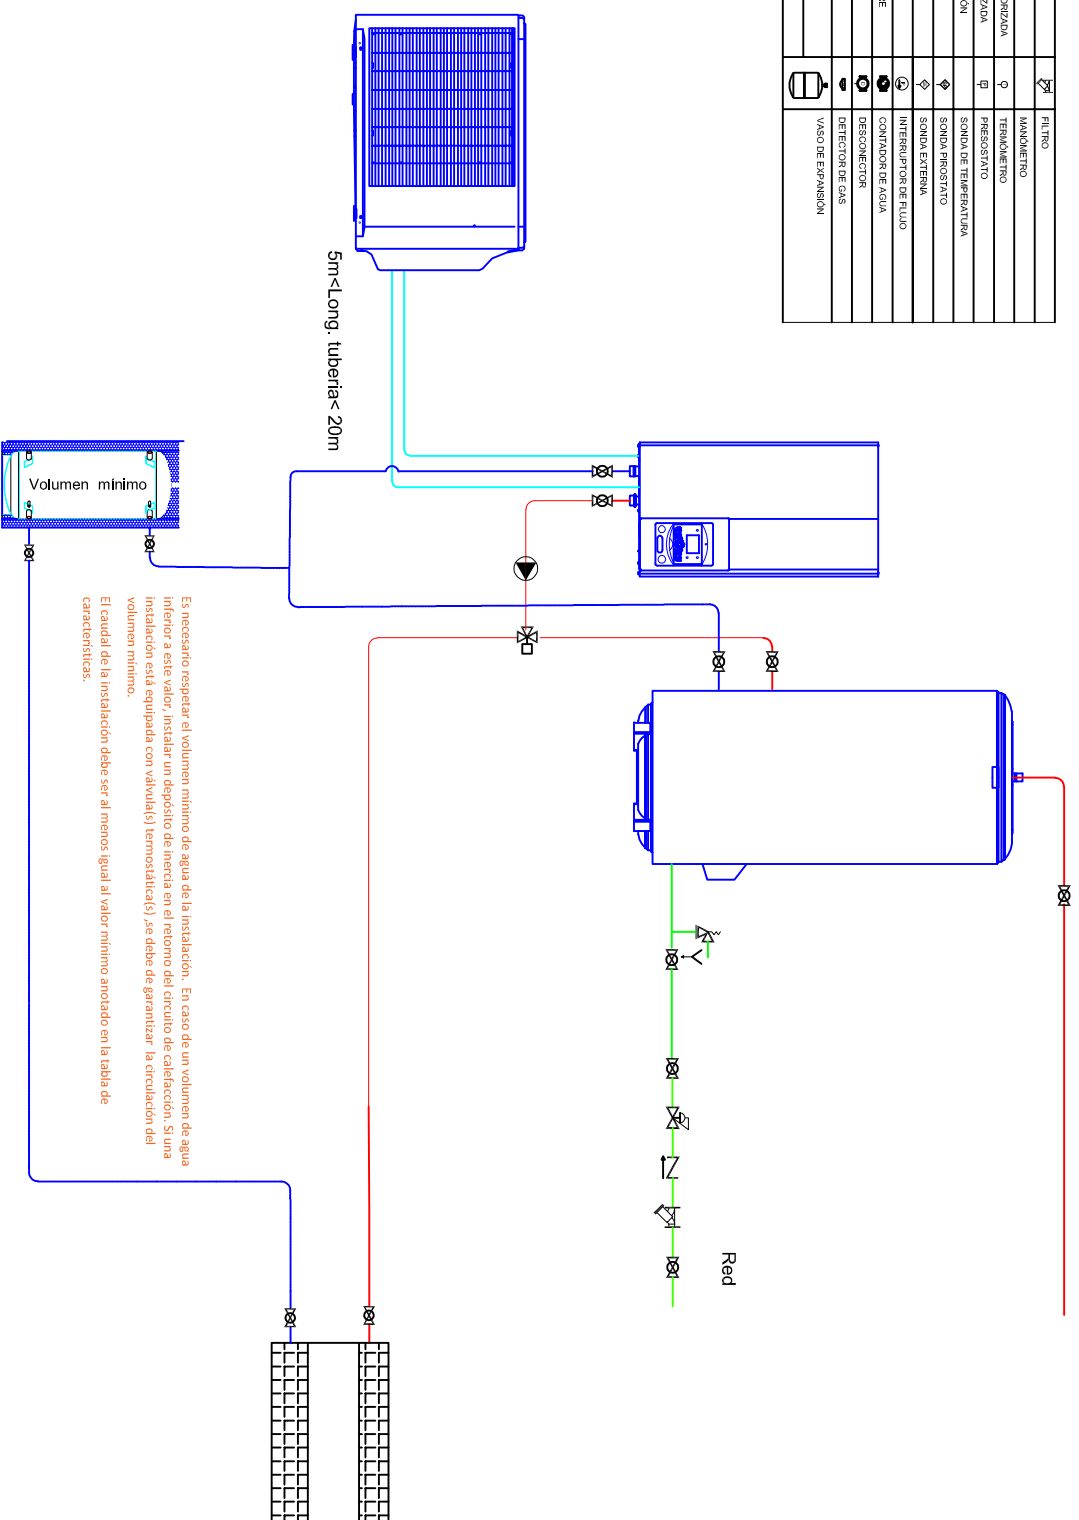 ORIZADA
ZADA
ÓN
RE
FILTRO
MANÓMETRO
TERMÓMETRO
PRESOSTATO
SONDA DE TEMPERATURA
SONDA PIROSTATO
SONDA EXTERNA
INTERRUPTOR DE FLUJO
CONTADOR DE AGUA
DESCONECTOR
DETECTOR DE GAS
VASO DE EXPANSIÓN
5m<Long. tuberia< 20m
Volumen mínimo
Es necesario respetar el volumen mínimo de agua de la instalación. En caso de un volumen de agua
inferior a este valor, instalar un depósito de inercia en el retorno del circuito de calefacción. Si una
instalación está equipada con válvula(s) termostática(s) ,se debe de garantizar la circulación del
volumen mínimo.
El caudal de la instalación debe ser al menos igual al valor mínimo anotado en la tabla de
características.
Red